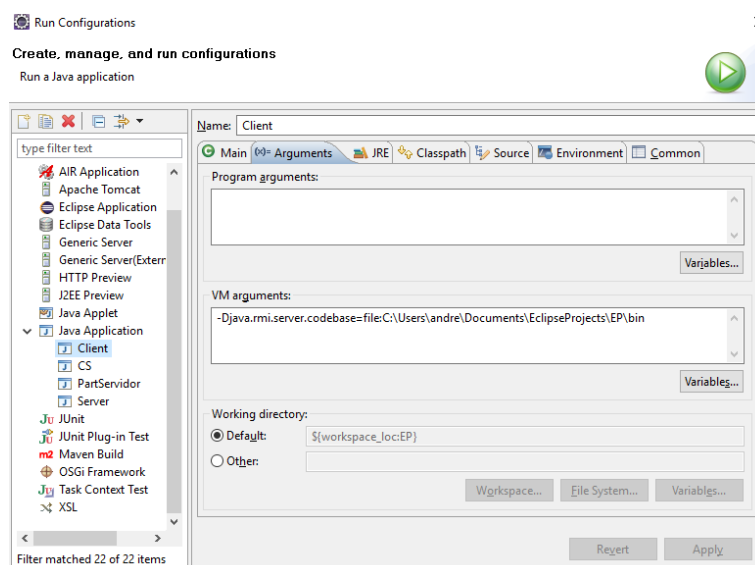 Run Configurations
Create, manage, and run configurations
Run a Java application
Name: Client
type filter text
AIR Application
Apache Tomcat
Eclipse Application
Eclipse Data Tools
Generic Server
Generic Server(Extern
HTTP Preview
J2EE Preview
Java Applet
Java Application
Client
CS
PartServidor
Server
JUnit
JUnit Plug-in Test
Maven Build
OSGi Framework
Task Context Test
XSL
Filter matched 22 of 22 items
Main (x)= Arguments JRE Classpath Source Environment Common
Program arguments:
Variables...
VM arguments:
-Djava.rmi.server.codebase=file:C:\Users\andre\Documents\EclipseProjects\EP\bin
Variables...
Working directory:
Default: ${workspace_loc:EP}
Other:
Workspace... File System... Variables...
Revert Apply